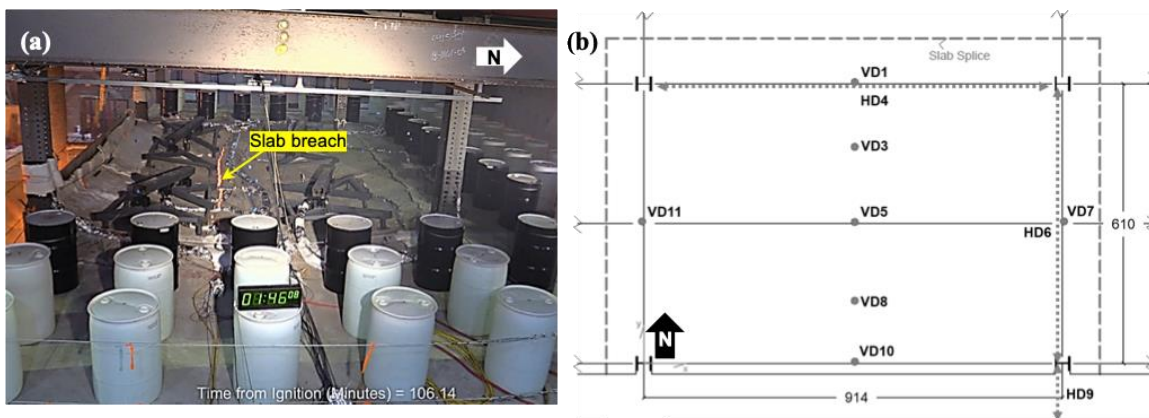 (a)
N
Slab breach
01:46 08
Time from Ignition (Minutes) = 106.14
(b)
Slab Splice
VD1
HD4
VD3
VD11
VD5
VD7
HD6
610
VD8
N
y
x
VD10
914
HD9